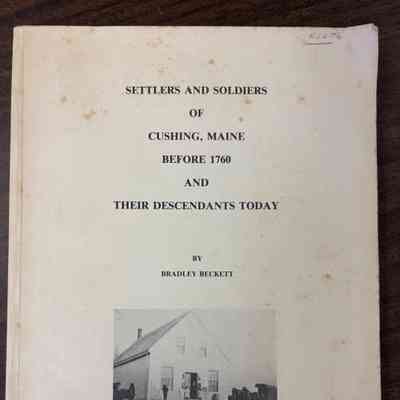 SETTLERS AND SOLDIERS
OF
CUSHING, MAINE
BEFORE 1760
AND
THEIR DESCENDANTS TODAY
BY
BRADLEY BECKETT